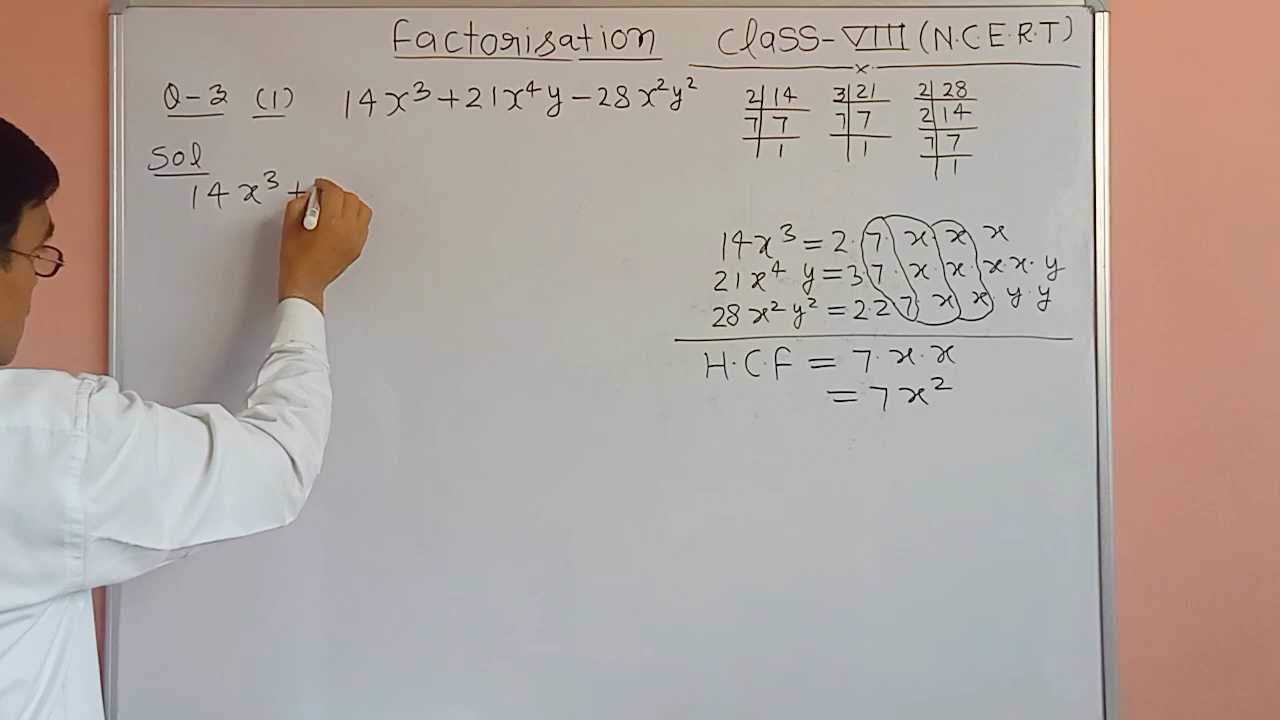 Factorisation Class-VIII (N.C.E.R.T)
x
Q-3 (1) 14x³+21x⁴y-28x²y²
2|14 3|21 2|28
7|7 7|7 2|14
1 1 7|7
1
Sol
14x³ +
14x³=2.7.x.x.x
21x⁴y=3.7.x.x.x.x.y
28x²y²=2.2 7 x x y.y
H.C.F = 7.x.x
= 7x²